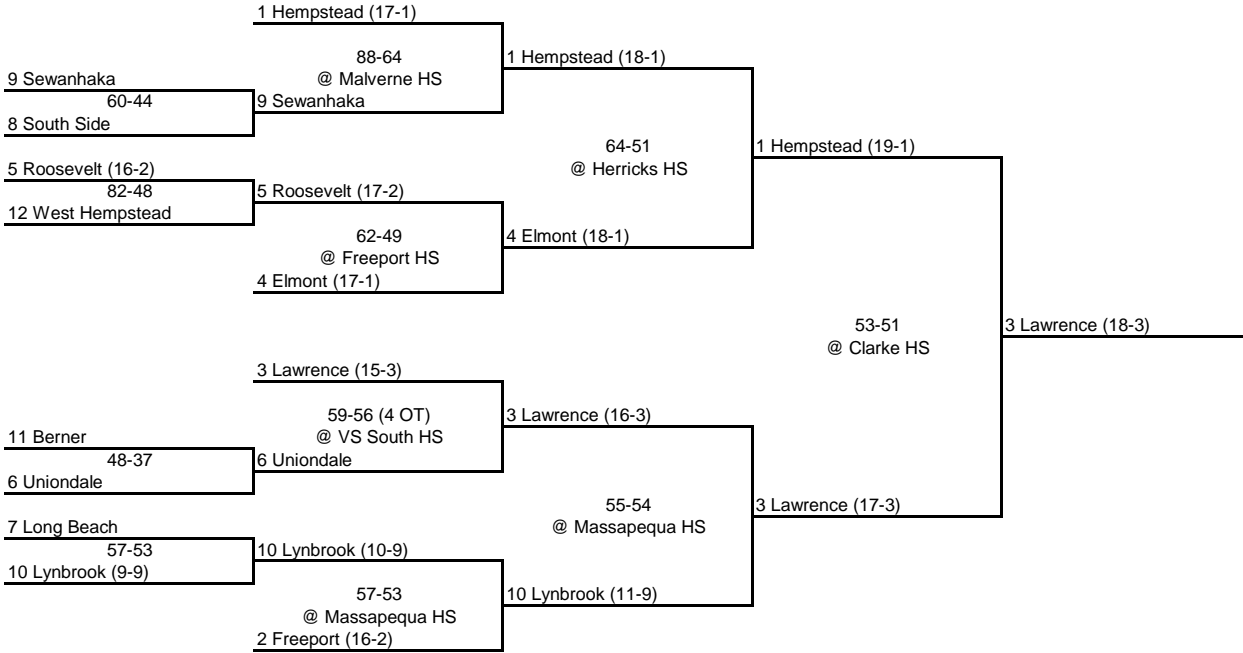 1 Hempstead (17-1)
88-64
@ Malverne HS
1 Hempstead (18-1)
9 Sewanhaka
60-44
9 Sewanhaka
8 South Side
64-51
@ Herricks HS
1 Hempstead (19-1)
5 Roosevelt (16-2)
82-48
5 Roosevelt (17-2)
12 West Hempstead
62-49
@ Freeport HS
4 Elmont (18-1)
4 Elmont (17-1)
53-51
@ Clarke HS
3 Lawrence (18-3)
3 Lawrence (15-3)
59-56 (4 OT)
@ VS South HS
3 Lawrence (16-3)
11 Berner
48-37
6 Uniondale
6 Uniondale
55-54
@ Massapequa HS
3 Lawrence (17-3)
7 Long Beach
57-53
10 Lynbrook (10-9)
10 Lynbrook (9-9)
57-53
@ Massapequa HS
10 Lynbrook (11-9)
2 Freeport (16-2)